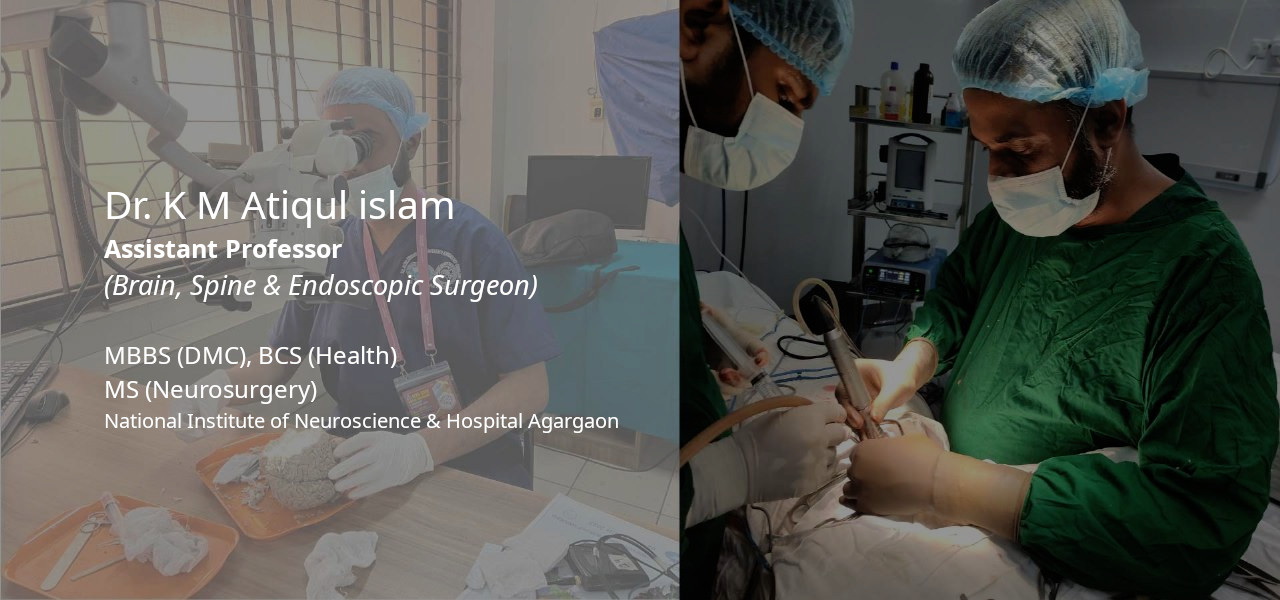 Dr. K M Atiqul islam
Assistant Professor
(Brain, Spine & Endoscopic Surgeon)
MBBS (DMC), BCS (Health)
MS (Neurosurgery)
National Institute of Neuroscience & Hospital Agargaon